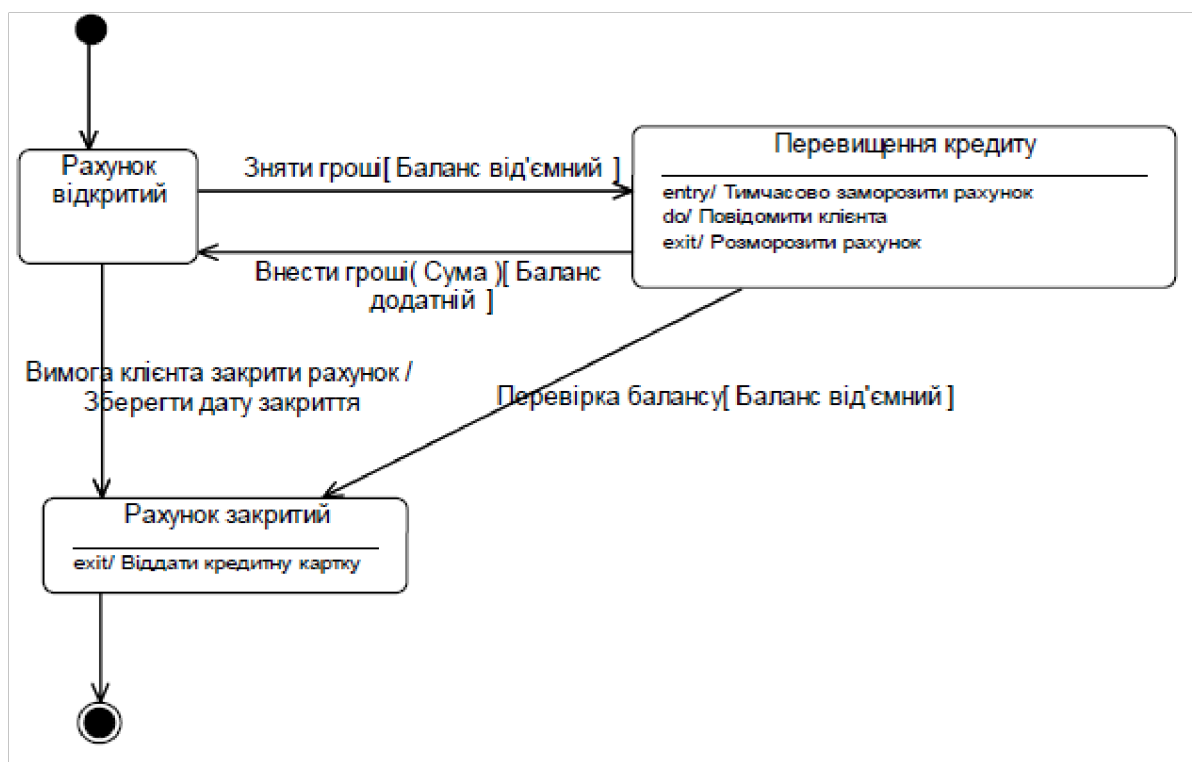 Рахунок
відкритий
Зняти гроші[ Баланс від'ємний ]
Перевищення кредиту
entry/ Тимчасово заморозити рахунок
do/ Повідомити клієнта
exit/ Розморозити рахунок
Внести гроші( Сума )[ Баланс
додатній ]
Вимога клієнта закрити рахунок /
Зберегти дату закриття
Перевірка балансу[ Баланс від'ємний ]
Рахунок закритий
exit/ Віддати кредитну картку